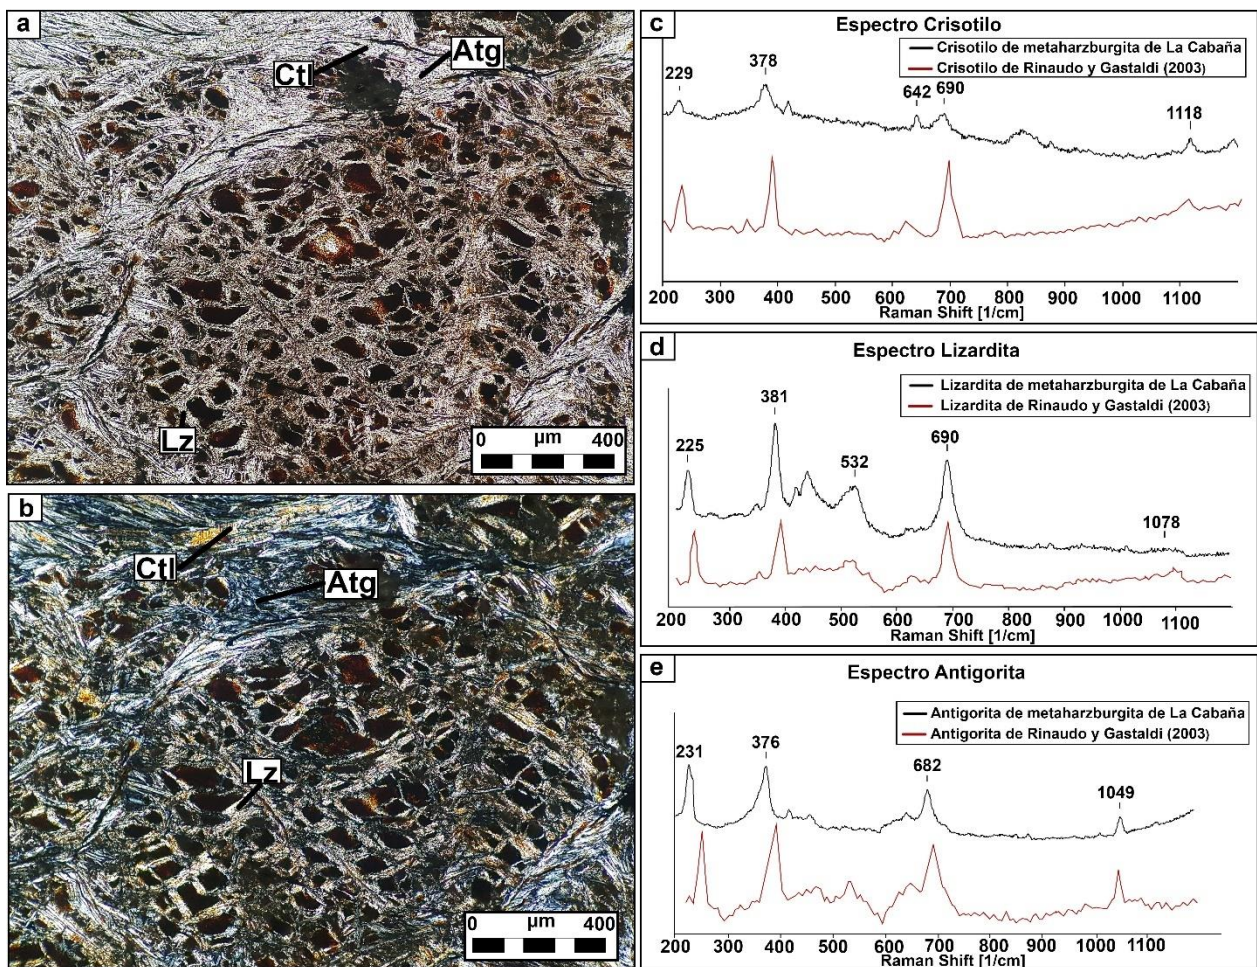 a
Ctl
Atg
Lz
0 µm 400
b
Ctl
Atg
Lz
0 µm 400
c
Espectro Crisotilo
Crisotilo de metaharzburgita de La Cabaña
Crisotilo de Rinaudo y Gastaldi (2003)
229
378
642
690
1118
200 300 400 500 600 700 800 900 1000 1100
Raman Shift [1/cm]
d
Espectro Lizardita
Lizardita de metaharzburgita de La Cabaña
Lizardita de Rinaudo y Gastaldi (2003)
225
381
532
690
1078
200 300 400 500 600 700 800 900 1000 1100
Raman Shift [1/cm]
e
Espectro Antigorita
Antigorita de metaharzburgita de La Cabaña
Antigorita de Rinaudo y Gastaldi (2003)
231
376
682
1049
200 300 400 500 600 700 800 900 1000 1100
Raman Shift [1/cm]